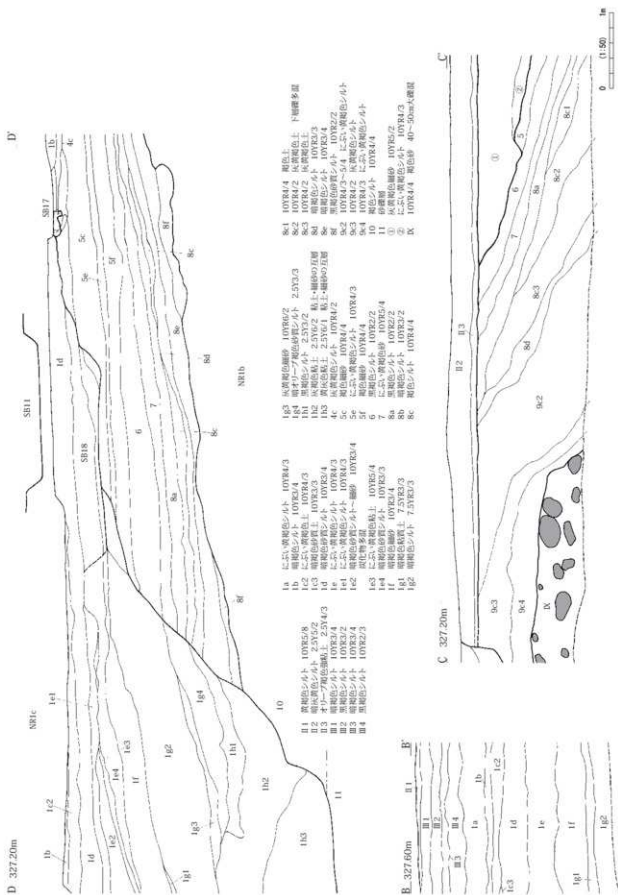 D 327.20m
D'
NR1c
SB11
SB18
SB17
NR1b
1b
1c2
1d
1e1
1e2
1e3
1e4
1f
1g1
1g2
1g3
1g4
1h1
1h2
1h3
10
11
1d
1b
4c
5c
5e
5f
6
7
8a
8c
8d
8e
8f
8c
8f
Ⅱ1 黄褐色シルト 10YR5/8
Ⅱ2 暗灰黄色シルト 2.5Y5/2
Ⅱ3 オリーブ褐色強粘土 2.5Y4/3
Ⅲ1 暗褐色シルト 10YR3/4
Ⅲ2 黒褐色シルト 10YR3/2
Ⅲ3 暗褐色シルト 10YR3/4
Ⅲ4 黒褐色シルト 10YR2/3
1a にぶい黄褐色シルト 10YR4/3
1b 暗褐色シルト 10YR3/4
1c2 にぶい黄褐色土 10YR4/3
1c3 暗褐色砂質土 10YR3/3
1d 暗褐色砂質シルト 10YR3/4
1e にぶい黄褐色シルト 10YR4/3
1e1 にぶい黄褐色シルト 10YR4/3
1e2 暗褐色砂質シルト~細砂 10YR3/4
炭化物多混
1e3 にぶい黄褐色粘土 10YR5/4
1e4 暗褐色砂質シルト 10YR3/3
1f 暗褐色細砂 10YR3/4
1g1 暗褐色粘質土 7.5YR3/3
1g2 暗褐色シルト 7.5YR3/3
1g3 灰黄褐色細砂 10YR6/2
1g4 暗オリーブ褐色砂質シルト 2.5Y3/3
1h1 黒褐色シルト 2.5Y3/2
1h2 灰褐色粘土 2.5Y6/2 粘土・細砂の互層
1h3 黄灰色粘土 2.5Y6/1 粘土・細砂の互層
4c 灰黄褐色シルト 10YR4/2
5c 褐色細砂 10YR4/4
5e にぶい黄褐色シルト 10YR4/3
5f 褐色細砂 10YR4/4
6 黒褐色シルト 10YR2/2
7 にぶい黄褐色砂 10YR5/4
8a 黒褐色シルト 10YR2/2
8b 暗褐色シルト 10YR3/2
8c 褐色シルト 10YR4/4
8c1 10YR4/4 褐色土
8c2 10YR4/2 灰黄褐色土 下層礫多混
8c3 10YR4/2 灰黄褐色土
8d 暗褐色シルト 10YR3/3
8e 暗褐色シルト 10YR3/4
8f 黒褐色砂質シルト 10YR2/2
9c2 10YR4/3~5/4 にぶい黄褐色シルト
9c3 10YR4/2 灰黄褐色シルト
9c4 10YR4/3 にぶい黄褐色シルト
10 褐色シルト 10YR4/4
11 砂礫層
① 灰黄褐色細砂 10YR5/2
② にぶい黄褐色シルト 10YR4/3
Ⅸ 10YR4/4 褐色砂 40~50cm大礫混
B 327.60m
B'
Ⅱ1
Ⅲ1
Ⅲ2
Ⅲ3
Ⅲ4
1a
1b
1c2
1c3
1d
1e
1f
1g1
1g2
C 327.20m
C'
Ⅱ2
Ⅱ3
①
②
5
6
7
8a
8c1
8c2
8c3
8d
9c2
9c3
9c4
Ⅸ
0 (1:50) 1m